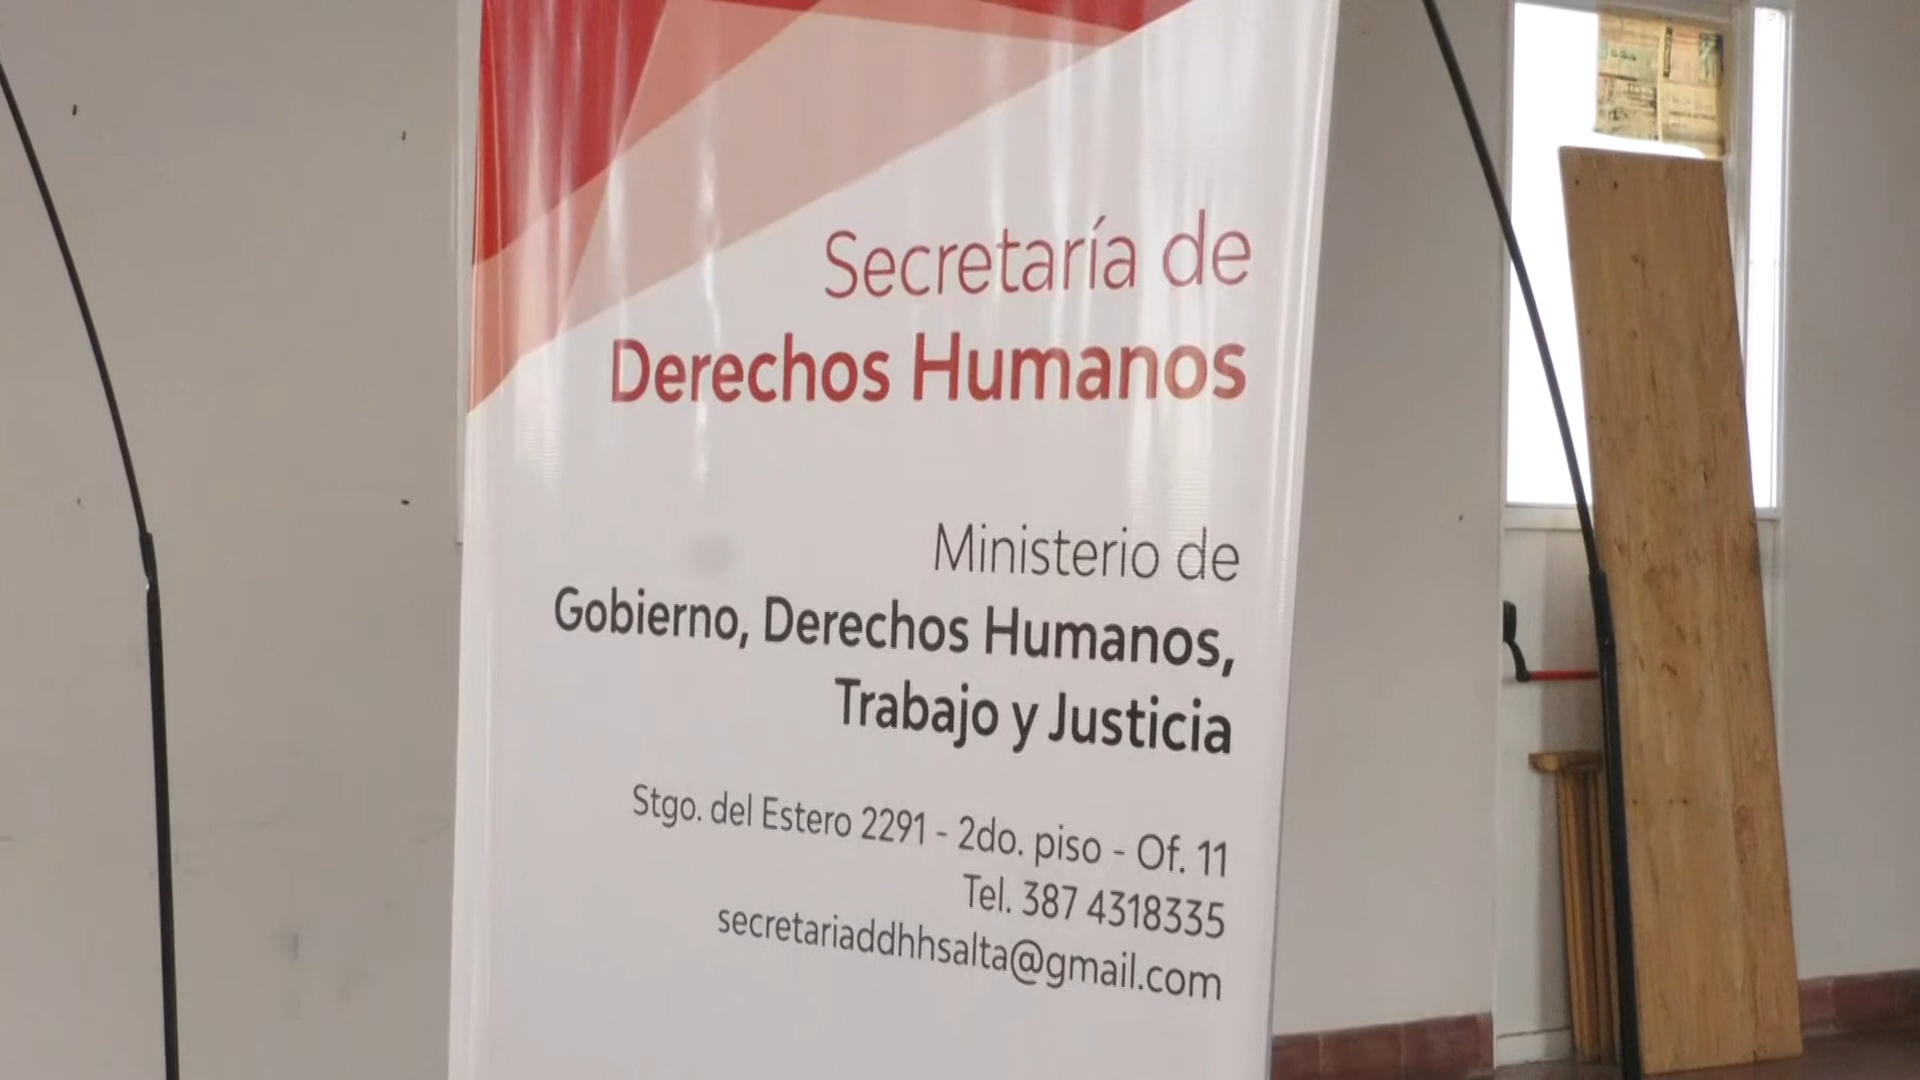 Secretaría de
Derechos Humanos
Ministerio de
Gobierno, Derechos Humanos,
Trabajo y Justicia
Stgo. del Estero 2291 - 2do. piso - Of. 11
Tel. 387 4318335
secretariaddhhsalta@gmail.com